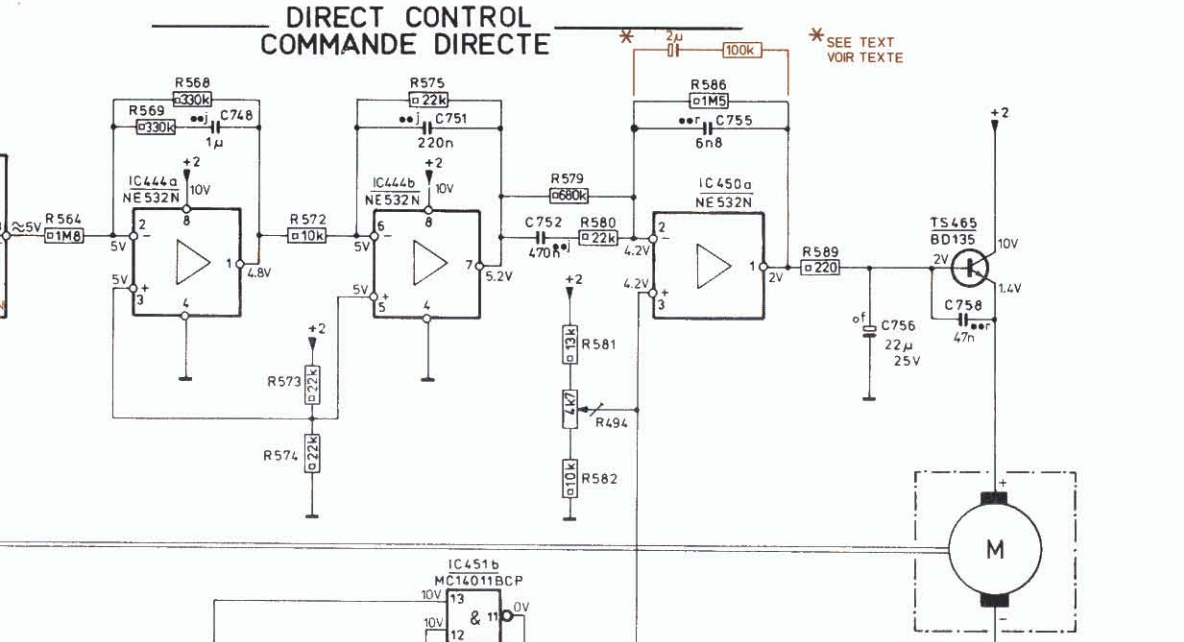 DIRECT CONTROL
COMMANDE DIRECTE
* 2µ
100k
* SEE TEXT
VOIR TEXTE
R568
330k
R569
330k
C748
1µ
R575
22k
C751
220n
R586
1M5
C755
6n8
+2
IC444a
NE532N
+2
10V
8
IC444b
NE532N
+2
10V
8
R579
680k
IC450a
NE532N
≈5V
R564
1M8
2
5V
1
4.8V
5V
3
4
R572
10k
6
5V
7
5.2V
5V
5
4
C752
470n
R580
22k
2
4.2V
4.2V
3
1
2V
R589
220
TS465
BD135
10V
2V
1.4V
C758
47n
of
C756
22µ
25V
+2
R573
22k
R574
22k
+2
R581
13k
4k7
R494
R582
10k
+
M
-
IC451b
MC14011BCP
10V 13
& 11 0V
10V
12